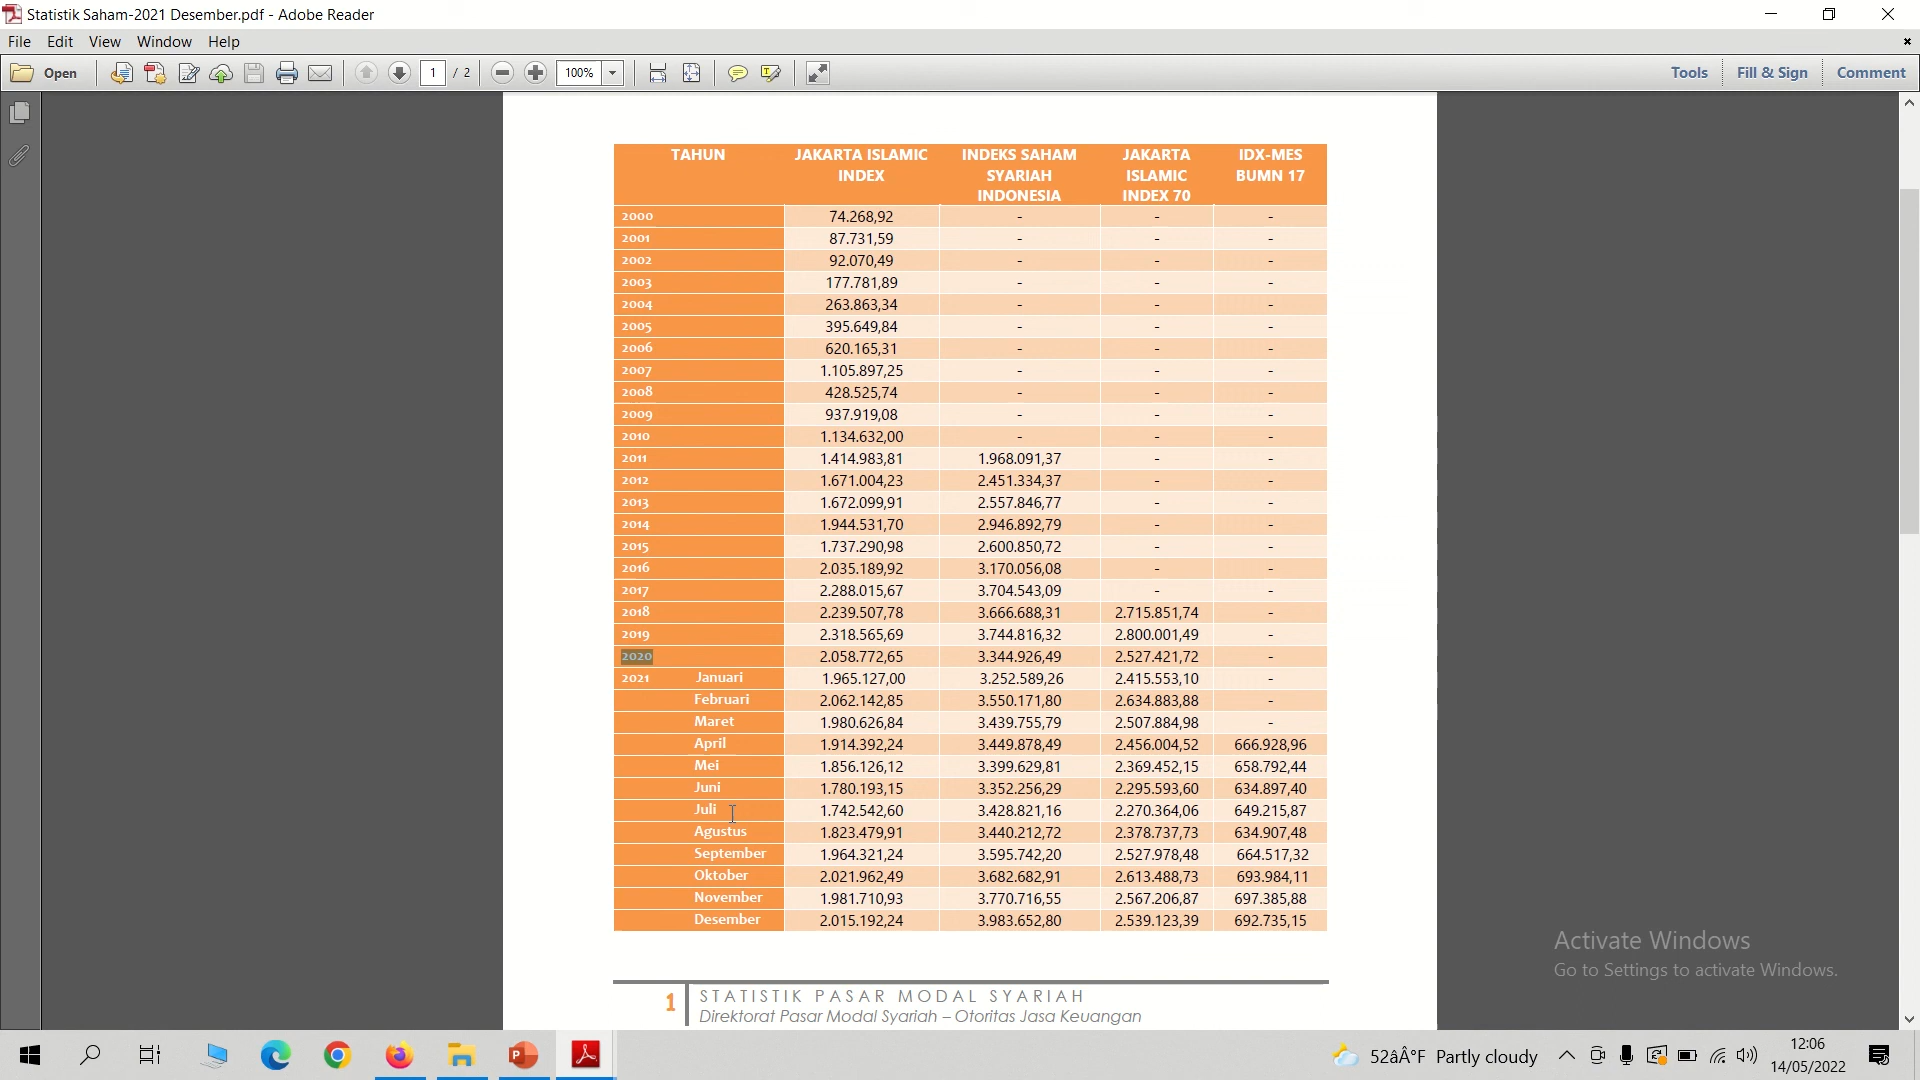 Statistik Saham-2021 Desember.pdf - Adobe Reader
File Edit View Window Help
Open 1 / 2 100% Tools Fill & Sign Comment
TAHUN JAKARTA ISLAMIC INDEX INDEKS SAHAM SYARIAH INDONESIA JAKARTA ISLAMIC INDEX 70 IDX-MES BUMN 17
2000 74.268,92 - - -
2001 87.731,59 - - -
2002 92.070,49 - - -
2003 177.781,89 - - -
2004 263.863,34 - - -
2005 395.649,84 - - -
2006 620.165,31 - - -
2007 1.105.897,25 - - -
2008 428.525,74 - - -
2009 937.919,08 - - -
2010 1.134.632,00 - - -
2011 1.414.983,81 1.968.091,37 - -
2012 1.671.004,23 2.451.334,37 - -
2013 1.672.099,91 2.557.846,77 - -
2014 1.944.531,70 2.946.892,79 - -
2015 1.737.290,98 2.600.850,72 - -
2016 2.035.189,92 3.170.056,08 - -
2017 2.288.015,67 3.704.543,09 - -
2018 2.239.507,78 3.666.688,31 2.715.851,74 -
2019 2.318.565,69 3.744.816,32 2.800.001,49 -
2020 2.058.772,65 3.344.926,49 2.527.421,72 -
2021 Januari 1.965.127,00 3.252.589,26 2.415.553,10 -
Februari 2.062.142,85 3.550.171,80 2.634.883,88 -
Maret 1.980.626,84 3.439.755,79 2.507.884,98 -
April 1.914.392,24 3.449.878,49 2.456.004,52 666.928,96
Mei 1.856.126,12 3.399.629,81 2.369.452,15 658.792,44
Juni 1.780.193,15 3.352.256,29 2.295.593,60 634.897,40
Juli 1.742.542,60 3.428.821,16 2.270.364,06 649.215,87
Agustus 1.823.479,91 3.440.212,72 2.378.737,73 634.907,48
September 1.964.321,24 3.595.742,20 2.527.978,48 664.517,32
Oktober 2.021.962,49 3.682.682,91 2.613.488,73 693.984,11
November 1.981.710,93 3.770.716,55 2.567.206,87 697.385,88
Desember 2.015.192,24 3.983.652,80 2.539.123,39 692.735,15
1 STATISTIK PASAR MODAL SYARIAH
Direktorat Pasar Modal Syariah – Otoritas Jasa Keuangan
Activate Windows
Go to Settings to activate Windows.
52âÂ°F Partly cloudy
12:06
14/05/2022